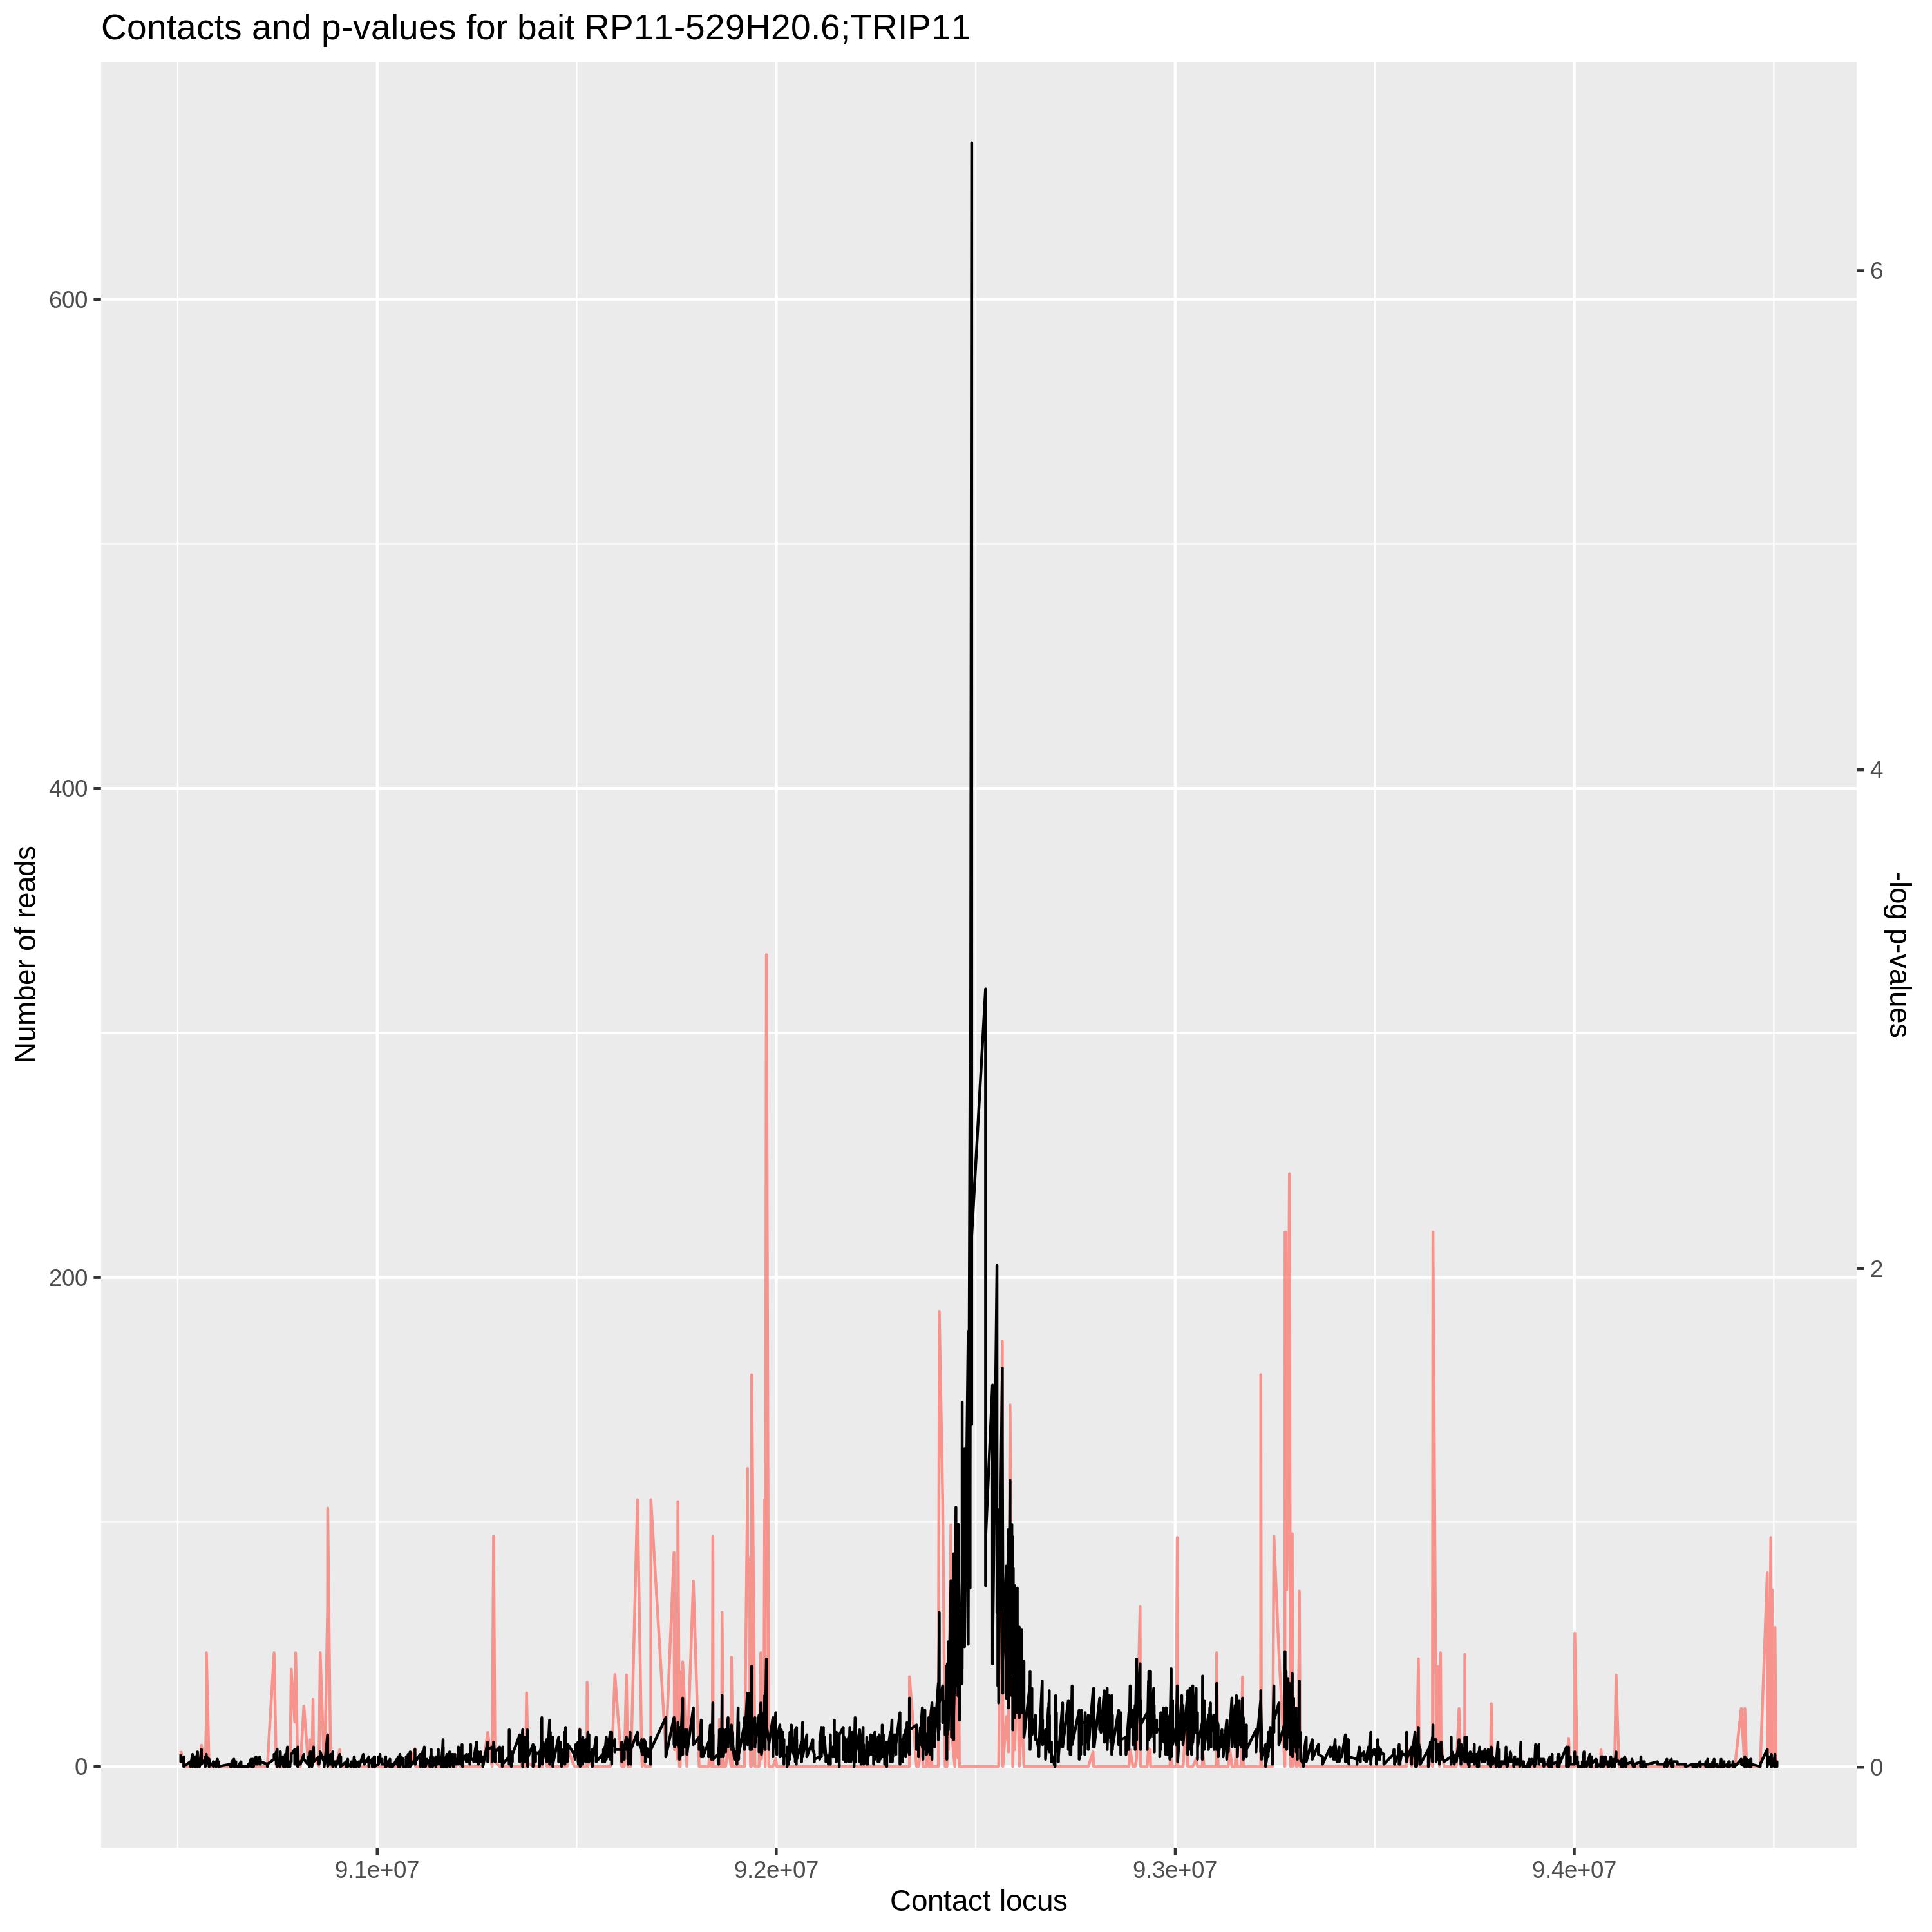 Contacts and p-values for bait RP11-529H20.6;TRIP11
600
400
200
0
Number of reads
6
4
2
0
-log p-values
9.1e+07
9.2e+07
9.3e+07
9.4e+07
Contact locus